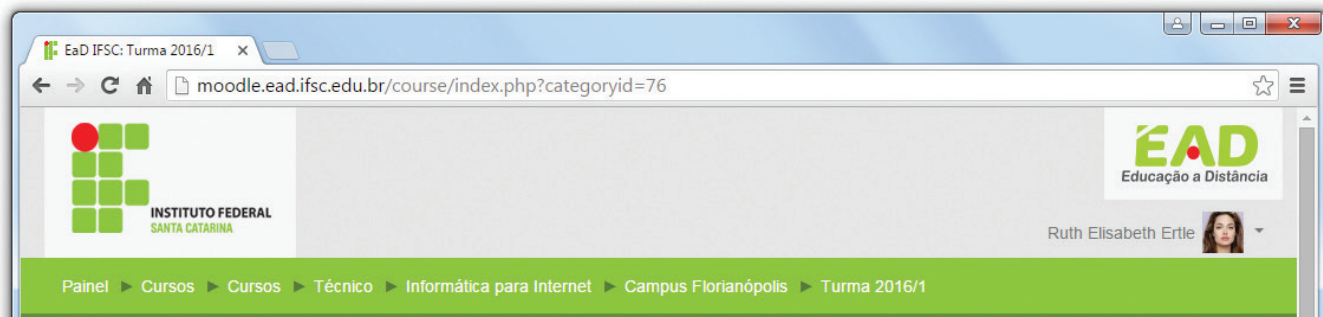 EaD IFSC: Turma 2016/1
moodle.ead.ifsc.edu.br/course/index.php?categoryid=76
INSTITUTO FEDERAL
SANTA CATARINA
EAD
Educação a Distância
Ruth Elisabeth Ertle
Painel ▶ Cursos ▶ Cursos ▶ Técnico ▶ Informática para Internet ▶ Campus Florianópolis ▶ Turma 2016/1